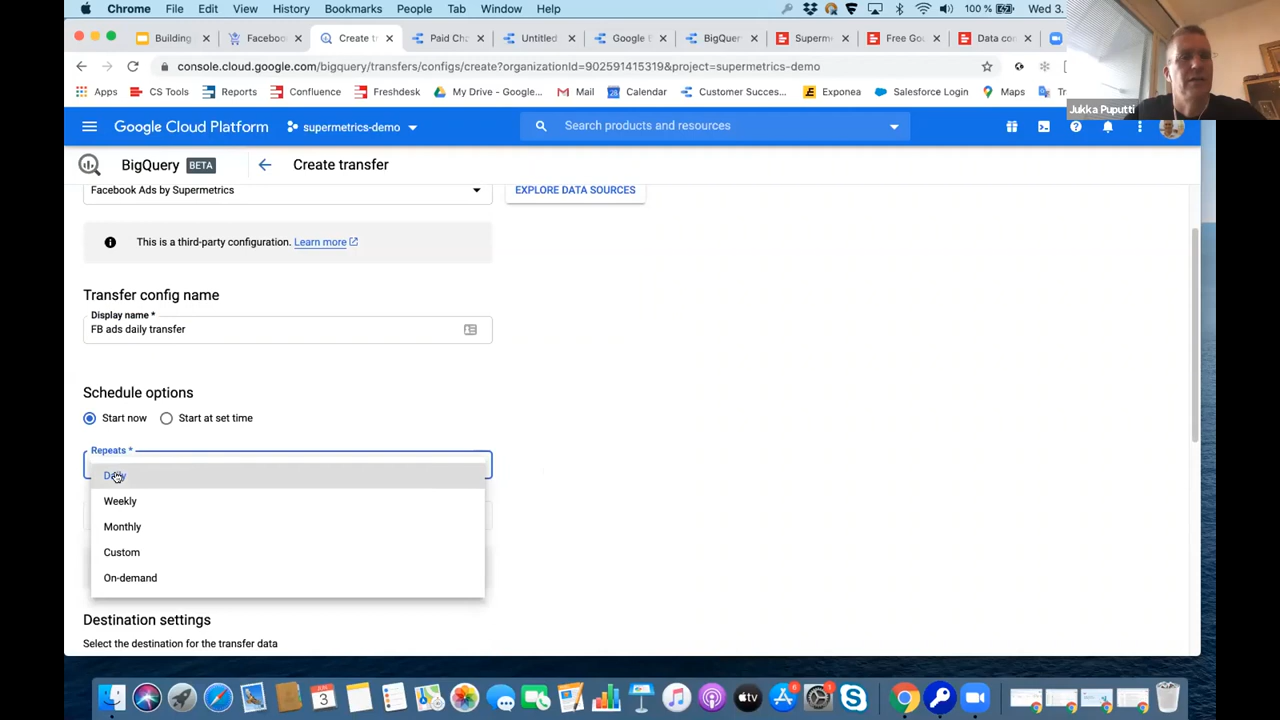 Chrome File Edit View History Bookmarks People Tab Window Help 100 % Wed 3.
Building Faceboo Create tr Paid Ch Untitled Google BigQuer Superm Free Go Data con
console.cloud.google.com/bigquery/transfers/configs/create?organizationId=902591415319&project=supermetrics-demo
Apps CS Tools Reports Confluence Freshdesk My Drive - Google... Mail Calendar Customer Succes... Exponea Salesforce Login Maps
Jukka Puputti
Google Cloud Platform supermetrics-demo Search products and resources
BigQuery BETA Create transfer
Facebook Ads by Supermetrics EXPLORE DATA SOURCES
This is a third-party configuration. Learn more
Transfer config name
Display name *
FB ads daily transfer
Schedule options
Start now Start at set time
Repeats *
Daily
Weekly
Monthly
Custom
On-demand
Destination settings
Select the destination for the transfer data